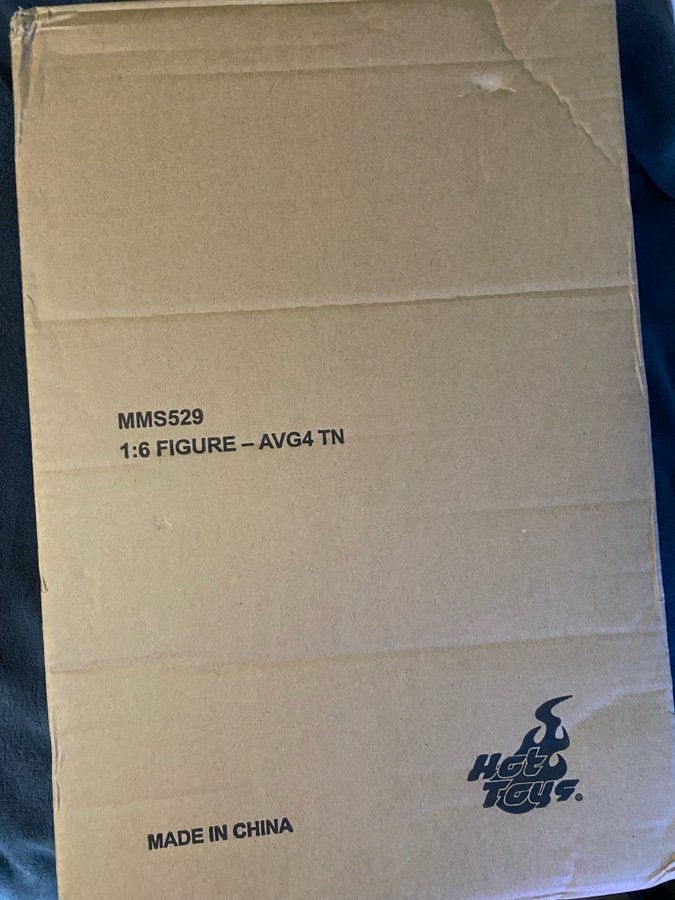 MMS529
1:6 FIGURE – AVG4 TN
Hot
Toys®
MADE IN CHINA